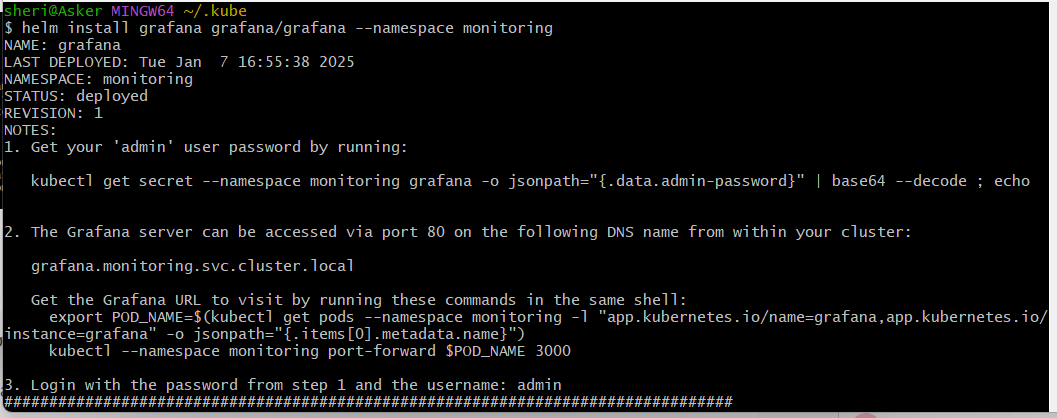 sheri@Asker MINGW64 ~/.kube
$ helm install grafana grafana/grafana --namespace monitoring
NAME: grafana
LAST DEPLOYED: Tue Jan  7 16:55:38 2025
NAMESPACE: monitoring
STATUS: deployed
REVISION: 1
NOTES:
1. Get your 'admin' user password by running:

   kubectl get secret --namespace monitoring grafana -o jsonpath="{.data.admin-password}" | base64 --decode ; echo


2. The Grafana server can be accessed via port 80 on the following DNS name from within your cluster:

   grafana.monitoring.svc.cluster.local

   Get the Grafana URL to visit by running these commands in the same shell:
     export POD_NAME=$(kubectl get pods --namespace monitoring -l "app.kubernetes.io/name=grafana,app.kubernetes.io/
instance=grafana" -o jsonpath="{.items[0].metadata.name}")
     kubectl --namespace monitoring port-forward $POD_NAME 3000

3. Login with the password from step 1 and the username: admin
#################################################################################